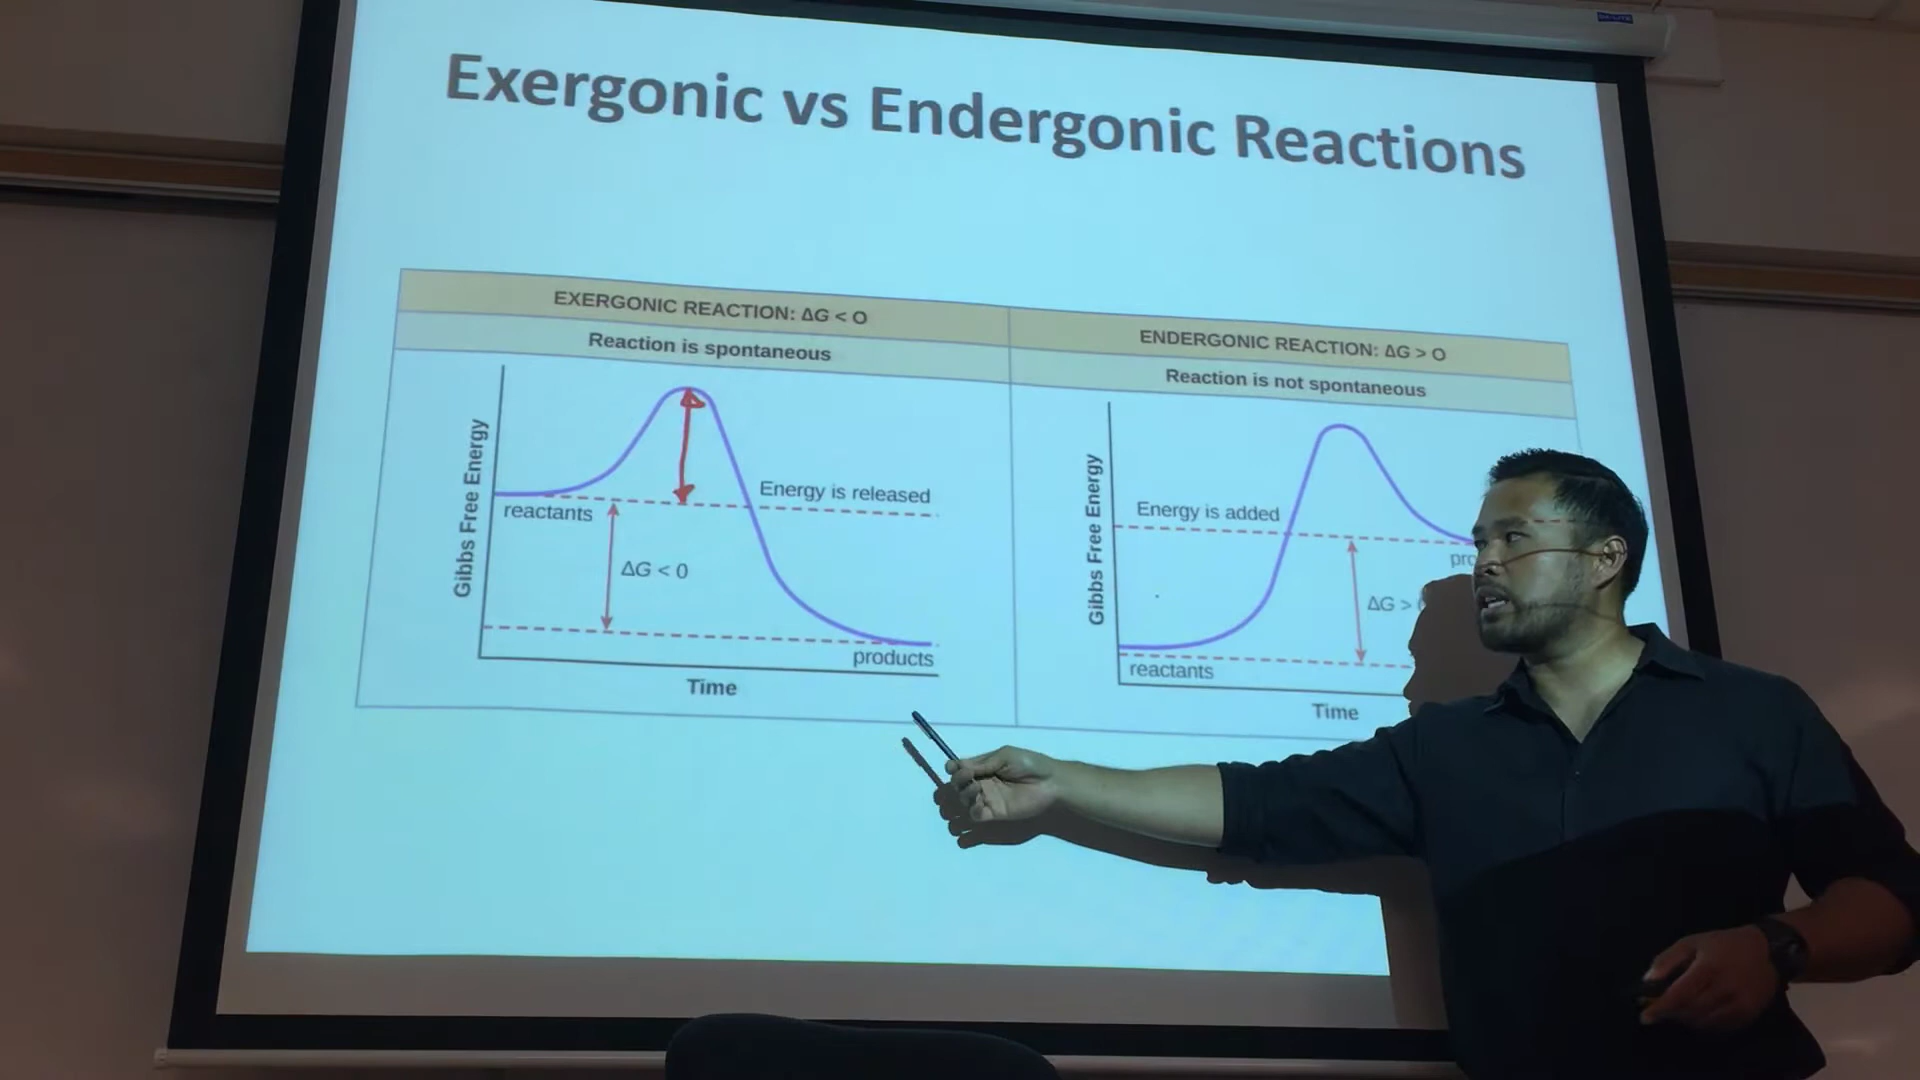 Exergonic vs Endergonic Reactions
EXERGONIC REACTION: ΔG < O
Reaction is spontaneous
Gibbs Free Energy
reactants
Energy is released
ΔG < 0
products
Time
ENDERGONIC REACTION: ΔG > O
Reaction is not spontaneous
Gibbs Free Energy
Energy is added
ΔG >
reactants
Time